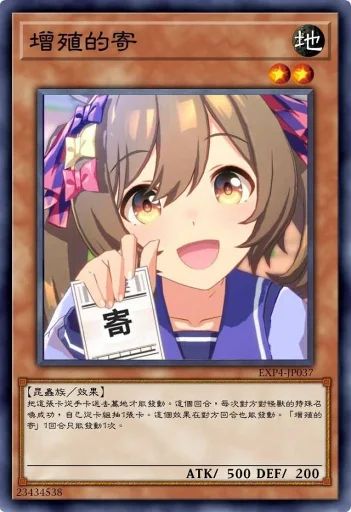 增殖的寄
地
寄
EXP4-JP037
【昆蟲族/效果】
把這張卡從手卡送去墓地才能發動。這個回合,每次對方對怪獸的特殊召
喚成功,自己從卡組抽1張卡。這個效果在對方回合也能發動。「增殖的
寄」1回合只能發動1次。
ATK/ 500 DEF/ 200
23434538